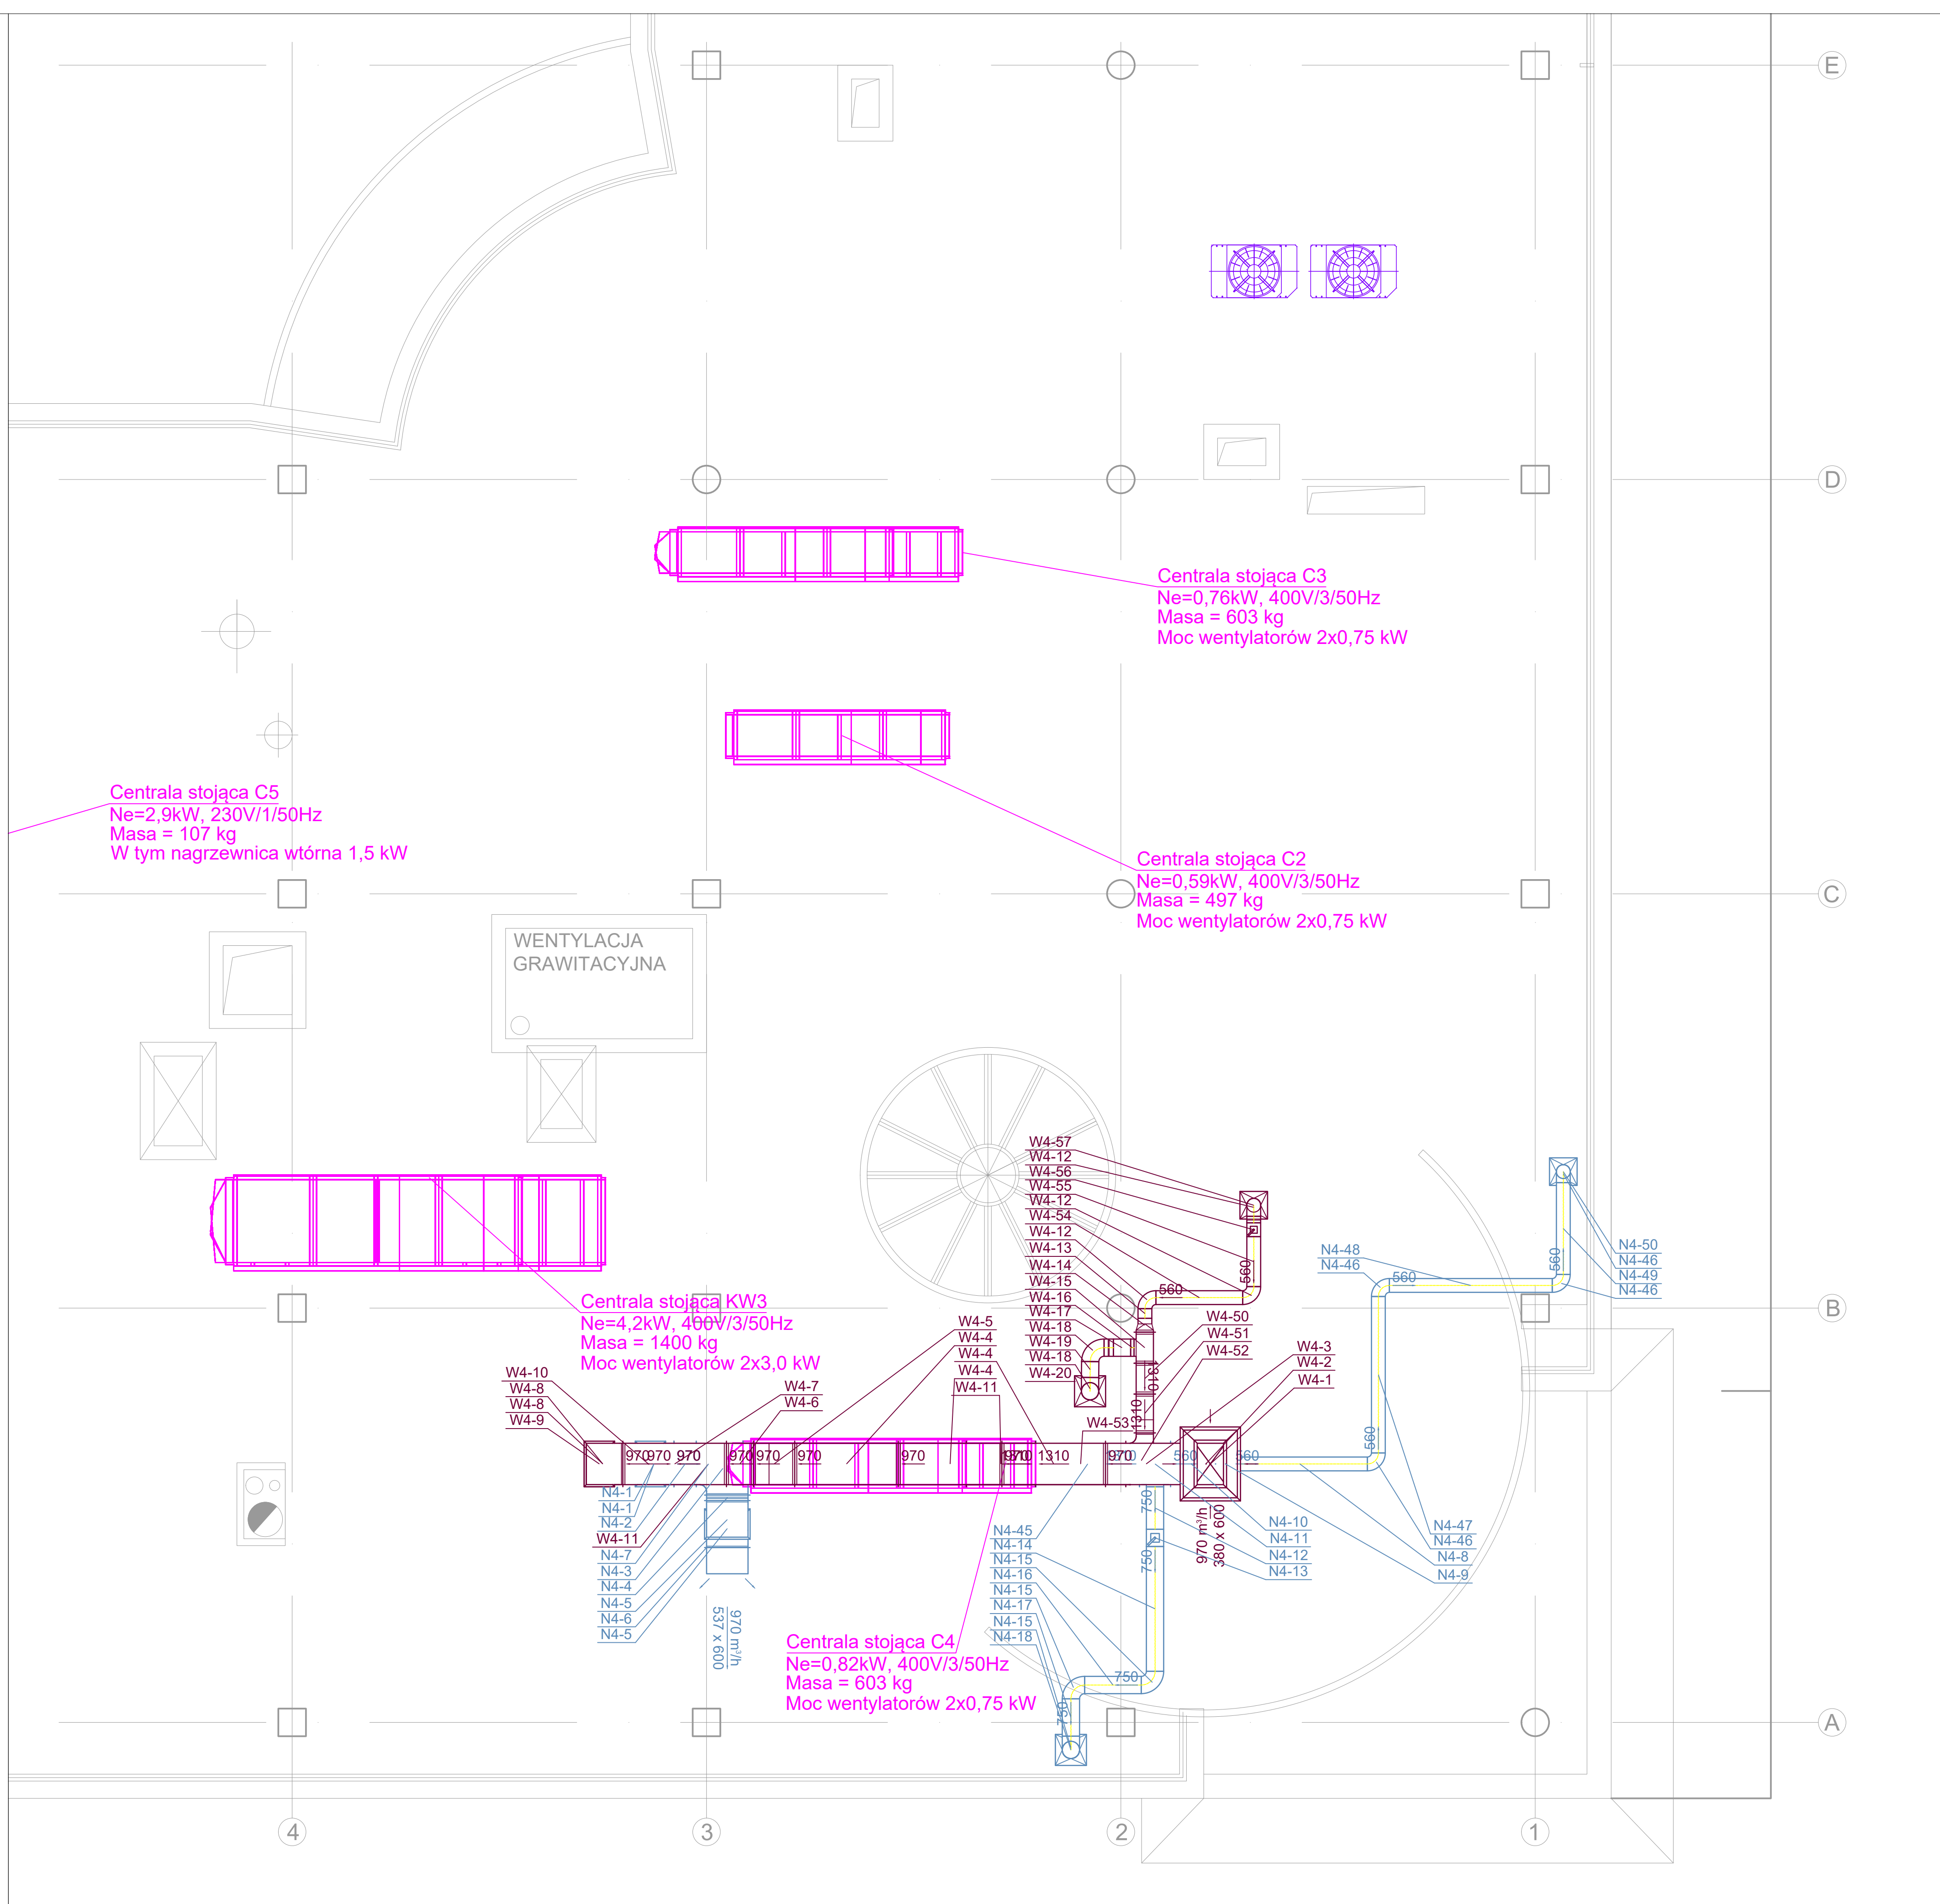 E
D
Centrala stojąca C3
Ne=0,76kW, 400V/3/50Hz
Masa = 603 kg
Moc wentylatorów 2x0,75 kW
Centrala stojąca C5
Ne=2,9kW, 230V/1/50Hz
Masa = 107 kg
W tym nagrzewnica wtórna 1,5 kW
Centrala stojąca C2
Ne=0,59kW, 400V/3/50Hz
Masa = 497 kg
Moc wentylatorów 2x0,75 kW
C
WENTYLACJA
GRAWITACYJNA
W4-57
W4-12
W4-56
W4-55
W4-12
W4-54
W4-12
W4-13
W4-14
W4-15
W4-16
W4-17
W4-18
W4-19
W4-18
W4-20
560
560
N4-48
N4-46
560
560
N4-50
N4-46
N4-49
N4-46
B
Centrala stojąca KW3
Ne=4,2kW, 400V/3/50Hz
Masa = 1400 kg
Moc wentylatorów 2x3,0 kW
W4-5
W4-4
W4-4
W4-4
W4-11
W4-50
W4-51
W4-52
W4-3
W4-2
W4-1
W4-10
W4-8
W4-8
W4-9
W4-7
W4-6
1310
1310
W4-53
560
970
970
970
970
970
970
970
970
1310
970
560
560
N4-1
N4-1
N4-2
W4-11
N4-7
N4-3
N4-4
N4-5
N4-6
N4-5
970 m³/h
537 x 600
N4-45
N4-14
N4-15
N4-16
N4-15
N4-17
N4-15
N4-18
750
750
970 m³/h
380 x 600
N4-10
N4-11
N4-12
N4-13
N4-47
N4-46
N4-8
N4-9
Centrala stojąca C4
Ne=0,82kW, 400V/3/50Hz
Masa = 603 kg
Moc wentylatorów 2x0,75 kW
750
750
A
4
3
2
1